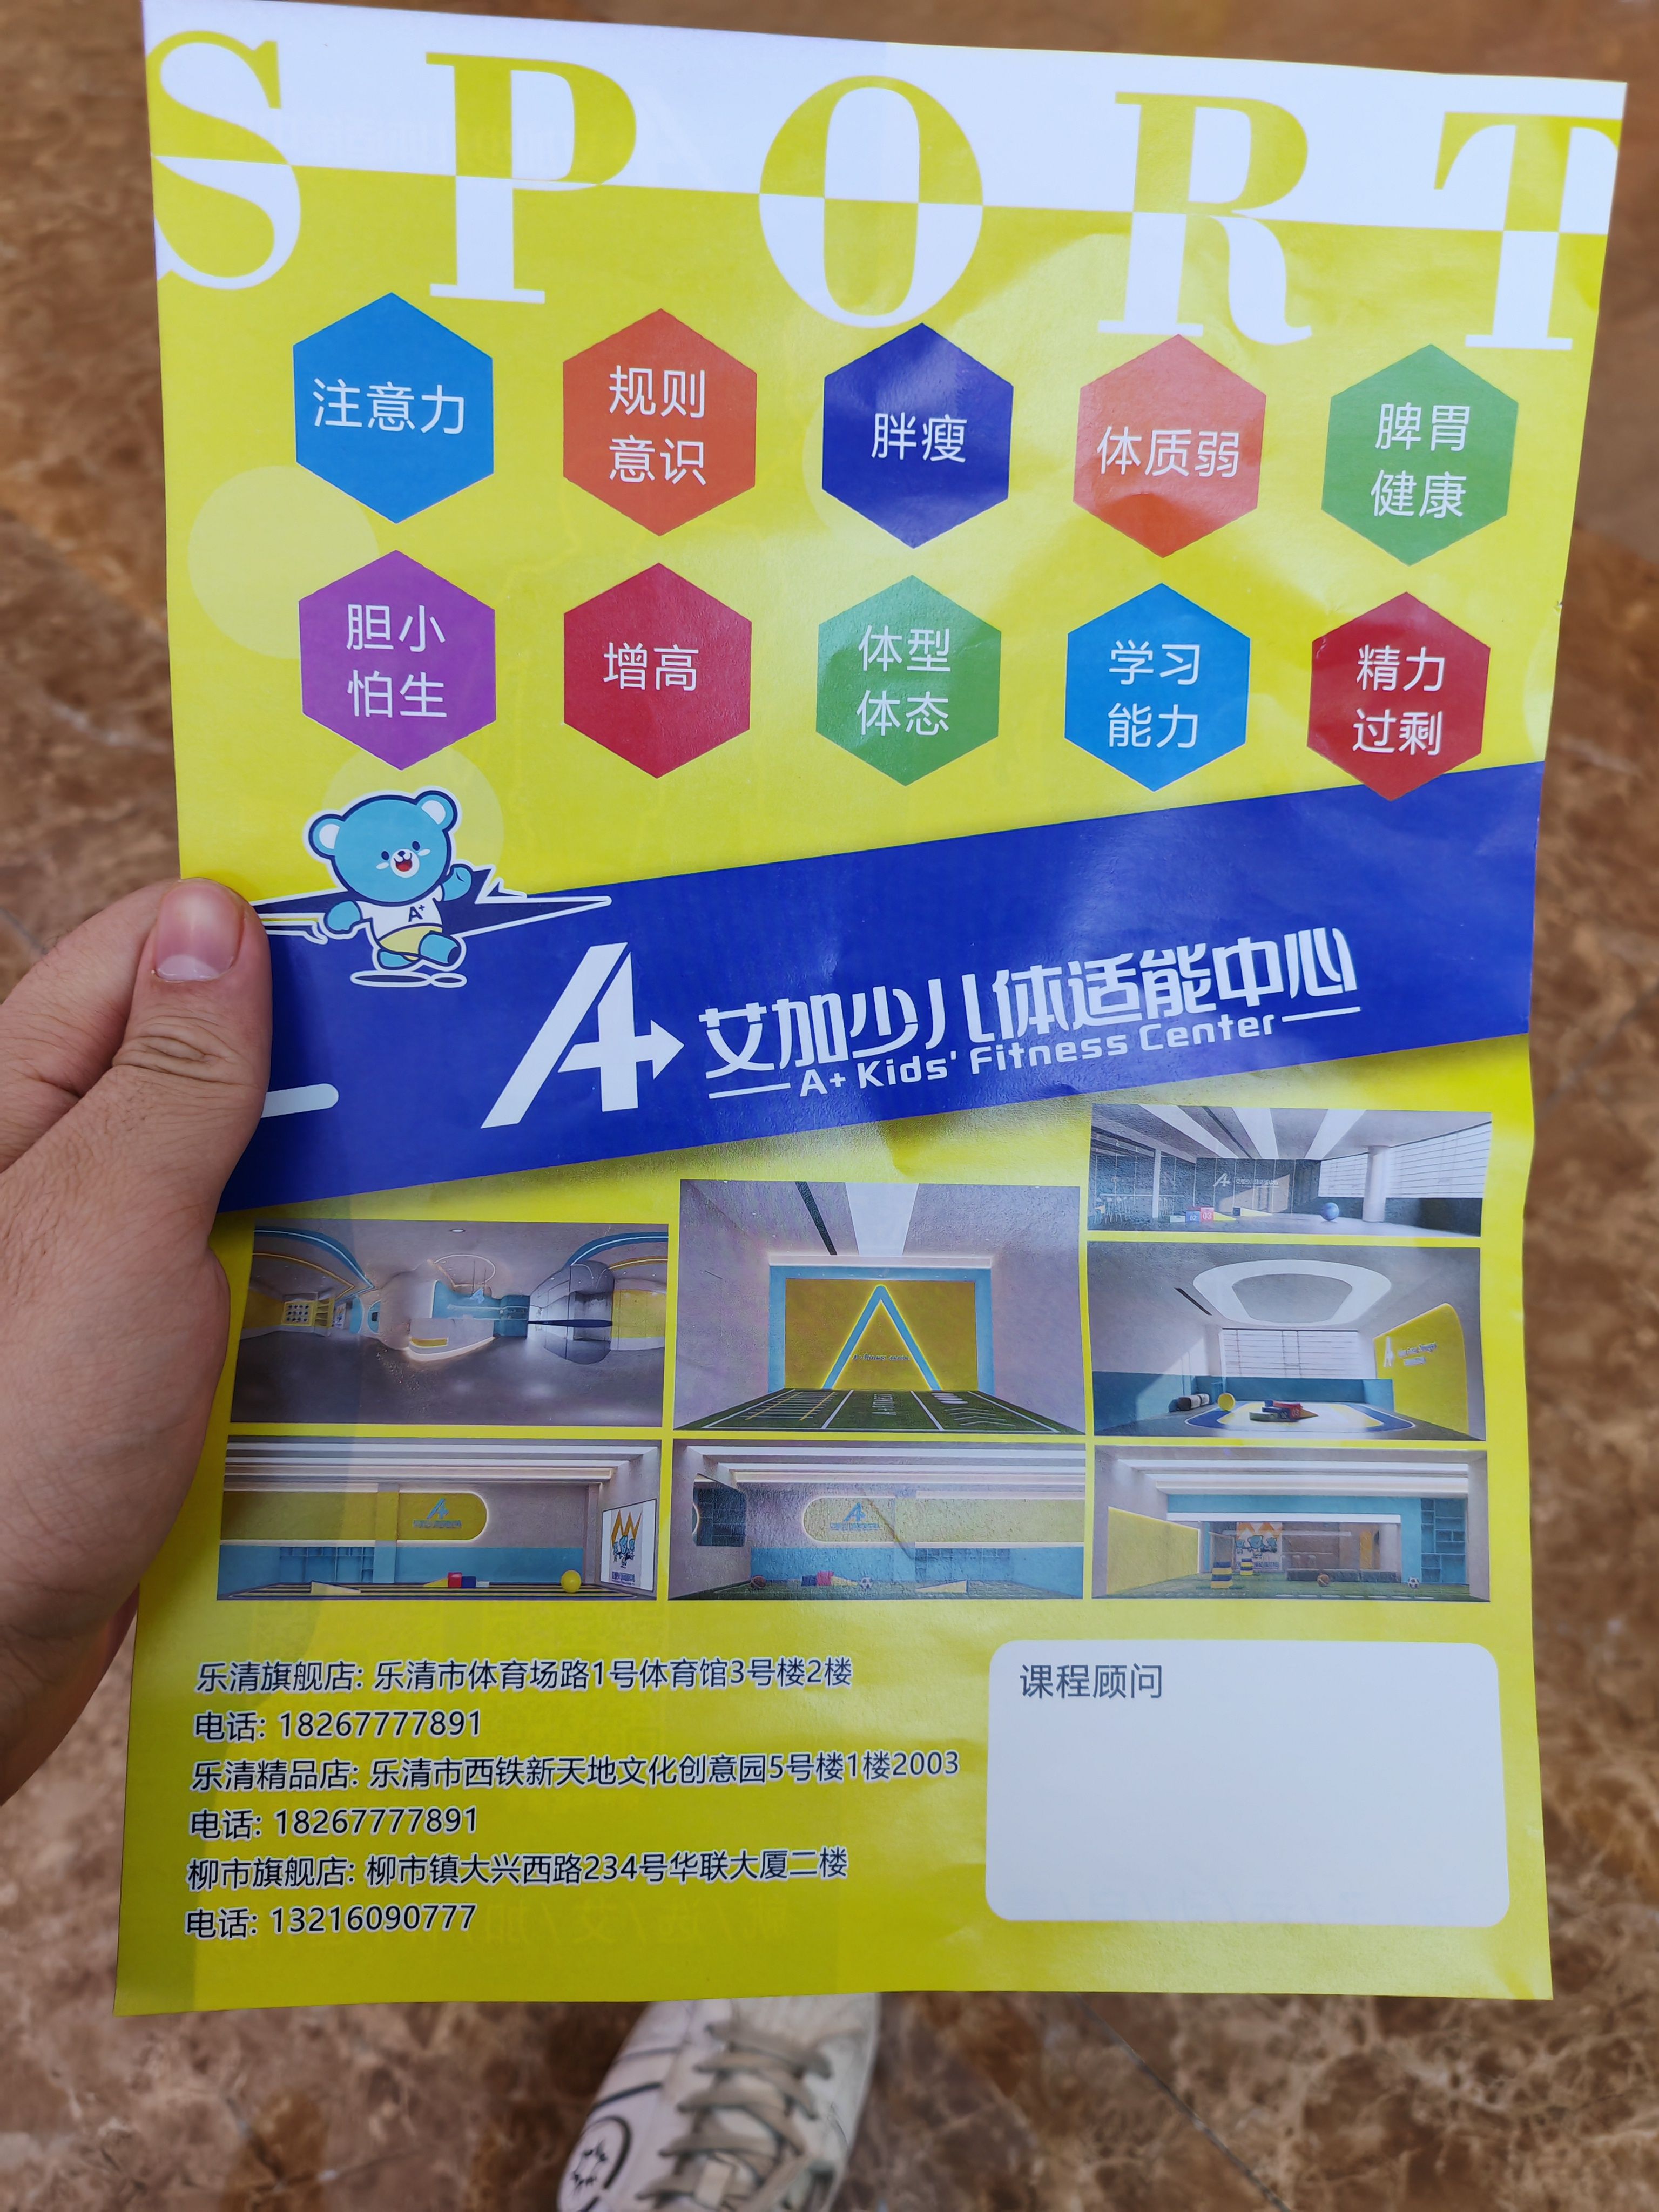 SPORT
注意力
规则
意识
胖瘦
体质弱
脾胃
健康
胆小
怕生
增高
体型
体态
学习
能力
精力
过剩
A+
艾加少儿体适能中心
A+ Kids' Fitness Center
乐清旗舰店: 乐清市体育场路1号体育馆3号楼2楼
电话: 18267777891
乐清精品店: 乐清市西铁新天地文化创意园5号楼1楼2003
电话: 18267777891
柳市旗舰店: 柳市镇大兴西路234号华联大厦二楼
电话: 13216090777
课程顾问